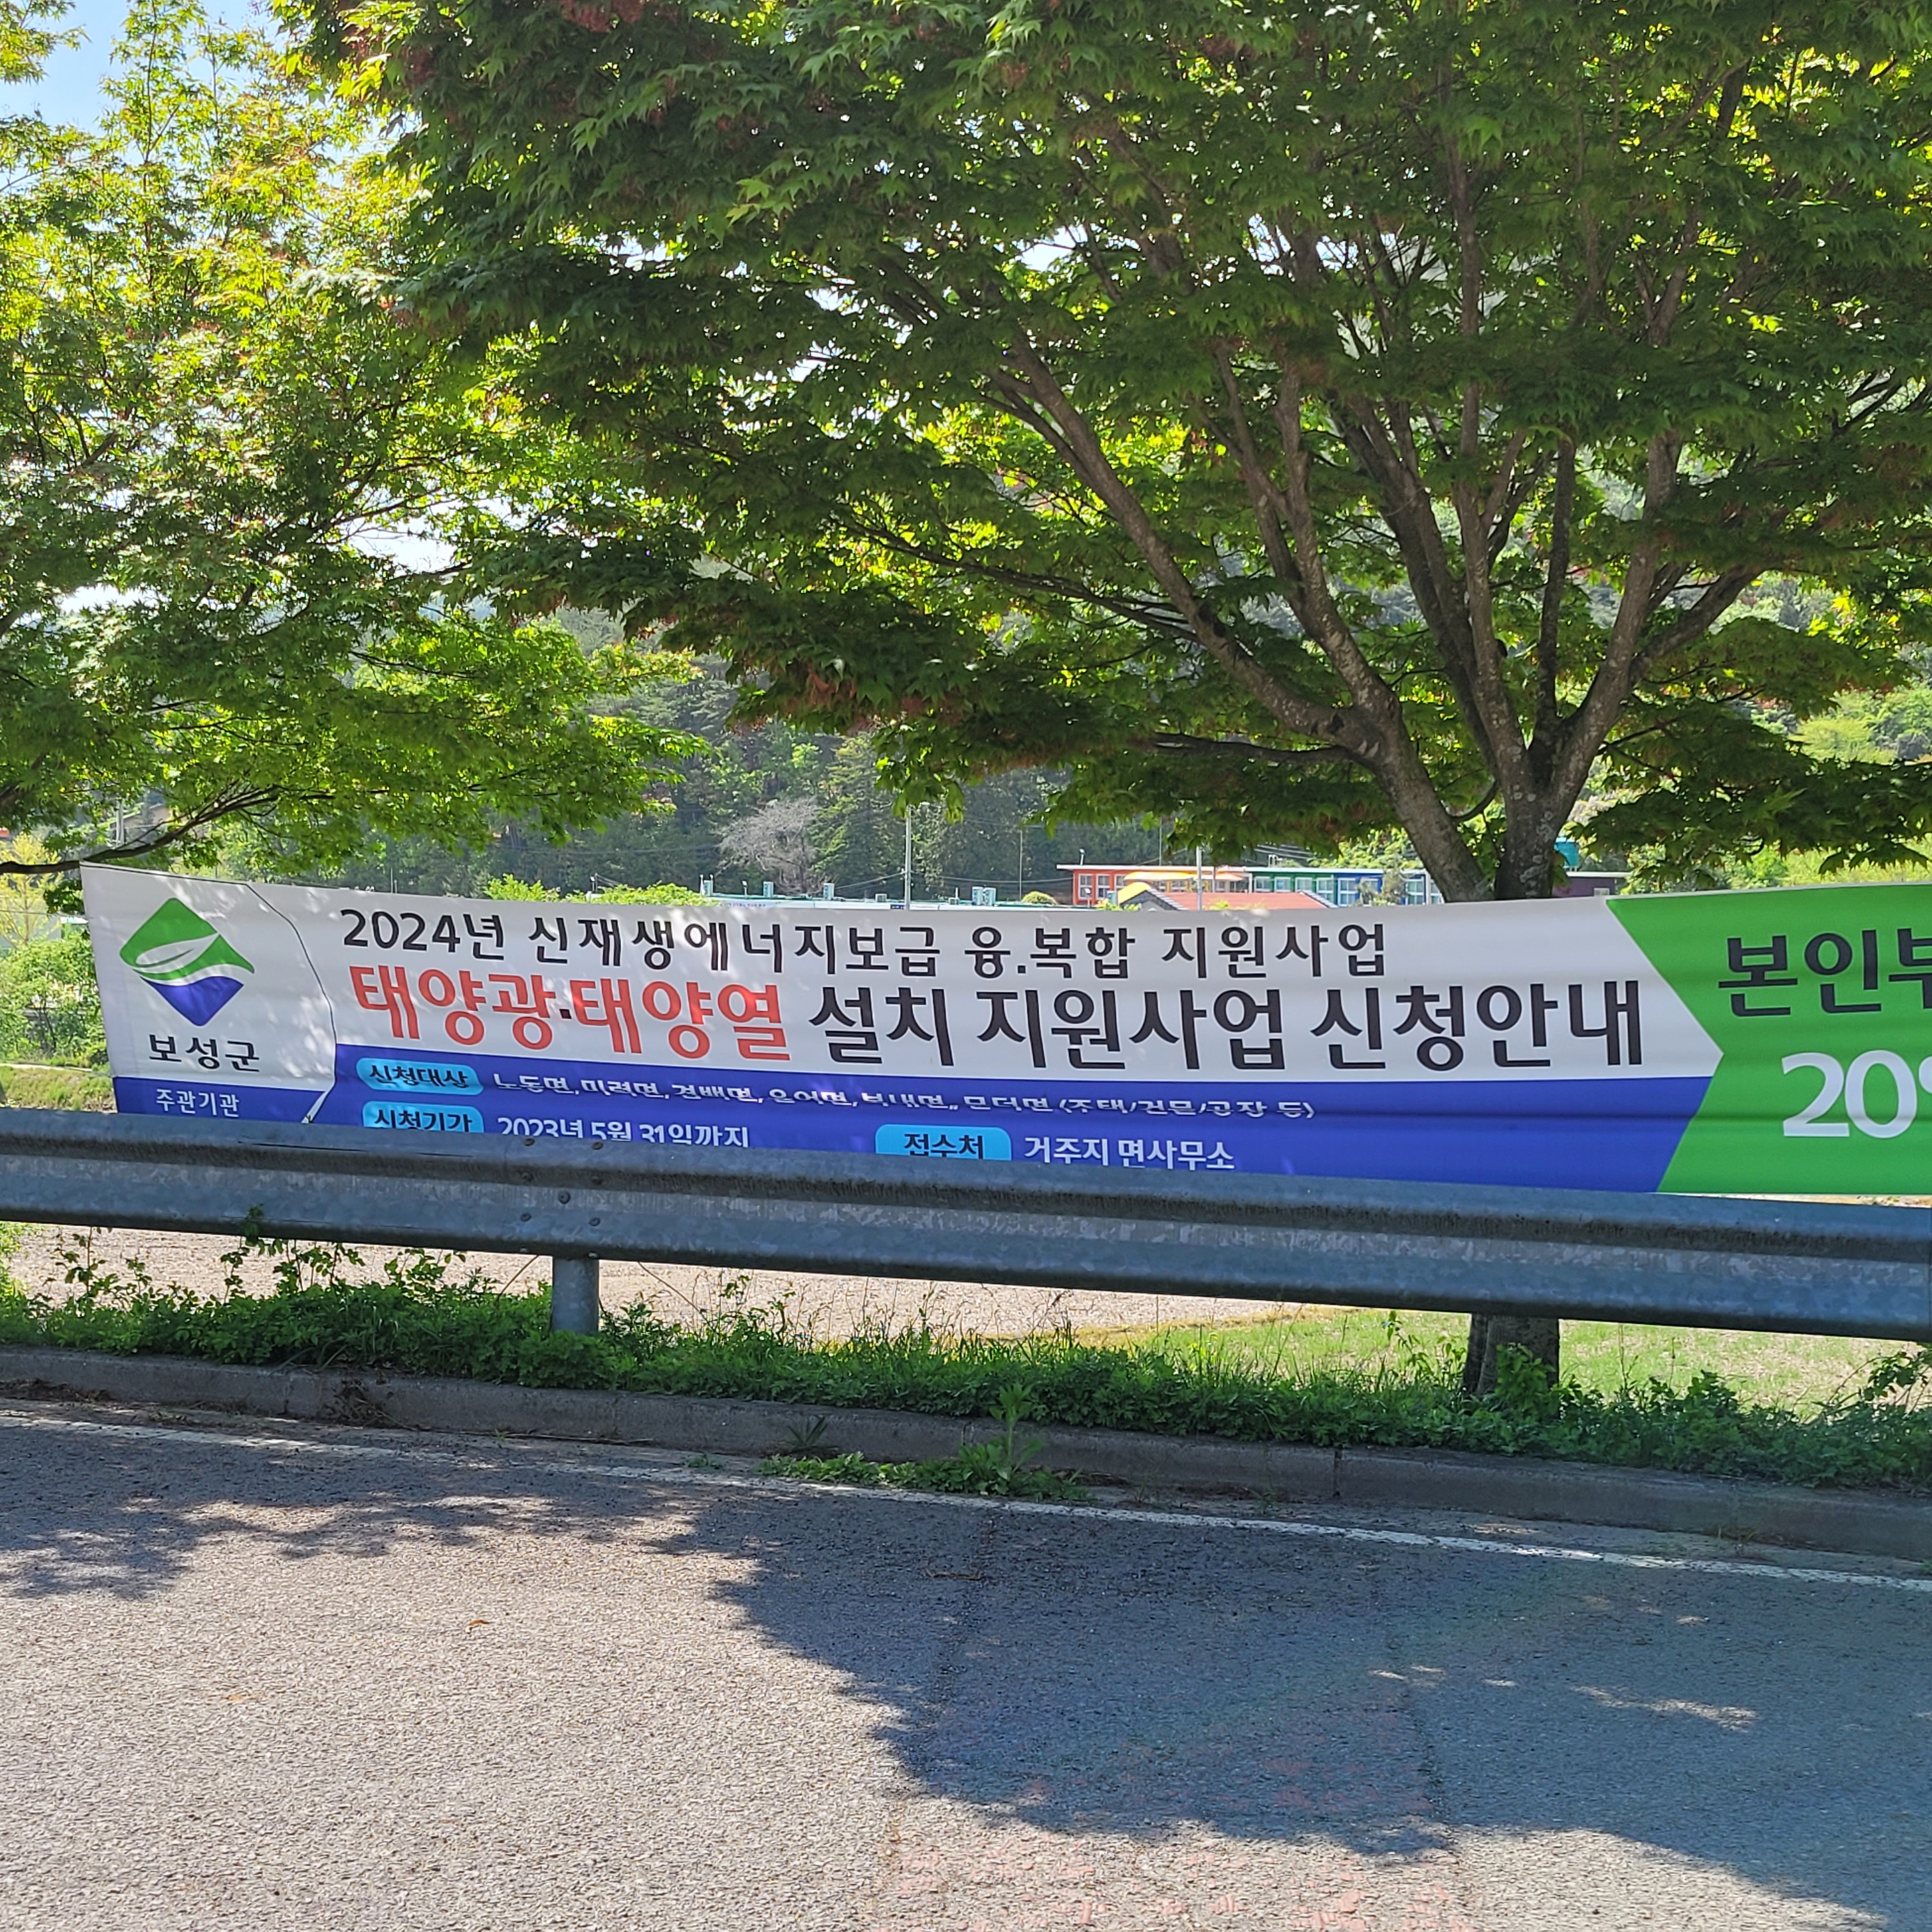 보성군
주관기관
2024년 신재생에너지보급 융.복합 지원사업
태양광·태양열 설치 지원사업 신청안내
신청대상 노동면, 미력면, 겸백면, 율어면, 복내면,, 문덕면 (주택/건물/공장 등)
신청기간 2023년 5월 31일까지 접수처 거주지 면사무소
본인부
20%